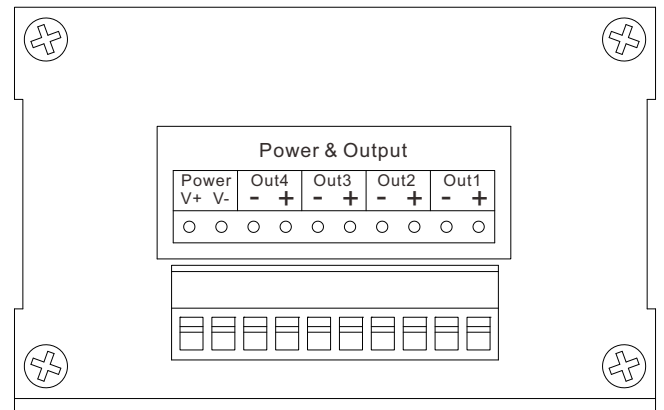 Power & Output
Power Out4 Out3 Out2 Out1
V+ V- - + - + - + - +